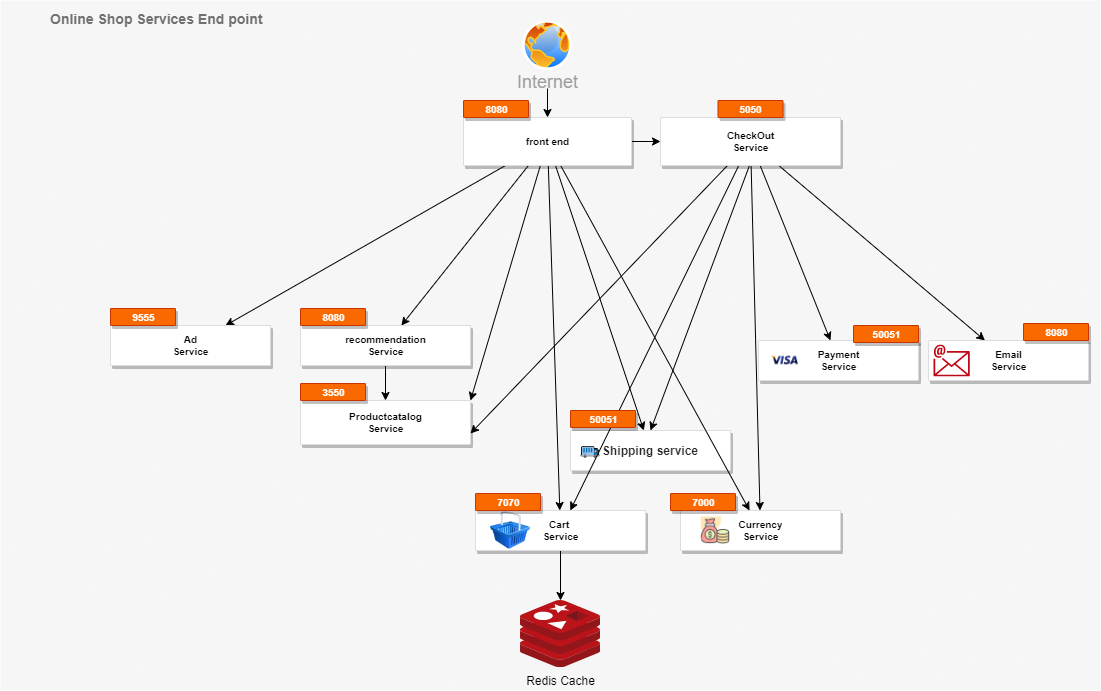 Online Shop Services End point
Internet
8080
front end
5050
CheckOut
Service
9555
Ad
Service
8080
recommendation
Service
3550
Productcatalog
Service
50051
Shipping service
50051
VISA
Payment
Service
8080
@
Email
Service
7070
Cart
Service
7000
$
Currency
Service
Redis Cache